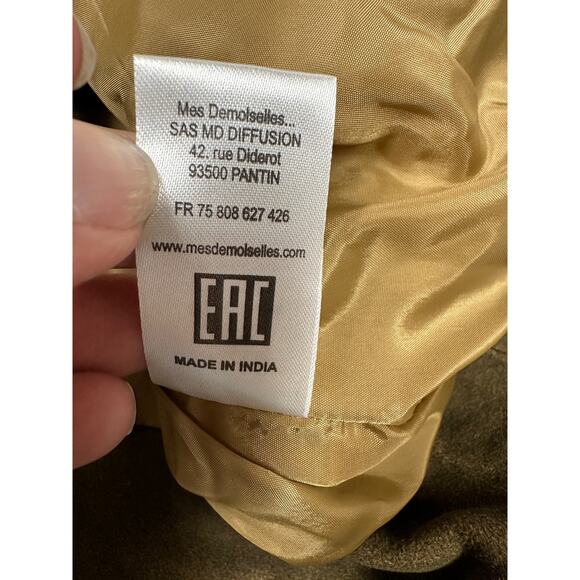 Mes Demoiselles...
SAS MD DIFFUSION
42, rue Diderot
93500 PANTIN
FR 75 808 627 426
www.mesdemoiselles.com
EAC
MADE IN INDIA